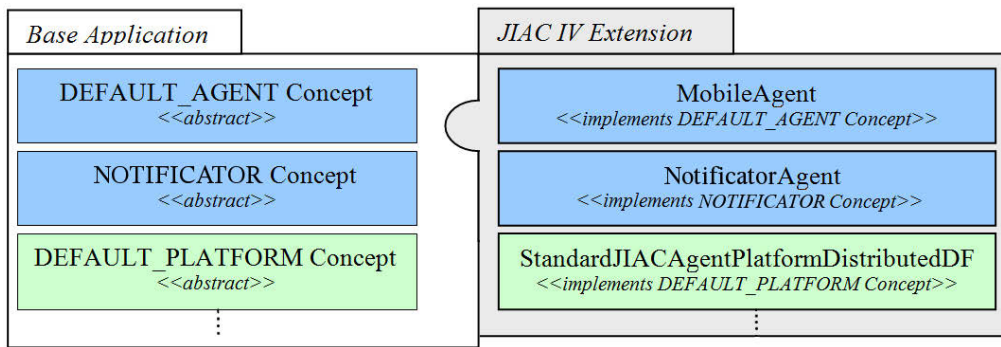 Base Application
DEFAULT_AGENT Concept
<<abstract>>
NOTIFICATOR Concept
<<abstract>>
DEFAULT_PLATFORM Concept
<<abstract>>
JIAC IV Extension
MobileAgent
<<implements DEFAULT_AGENT Concept>>
NotificatorAgent
<<implements NOTIFICATOR Concept>>
StandardJIACAgentPlatformDistributedDF
<<implements DEFAULT_PLATFORM Concept>>